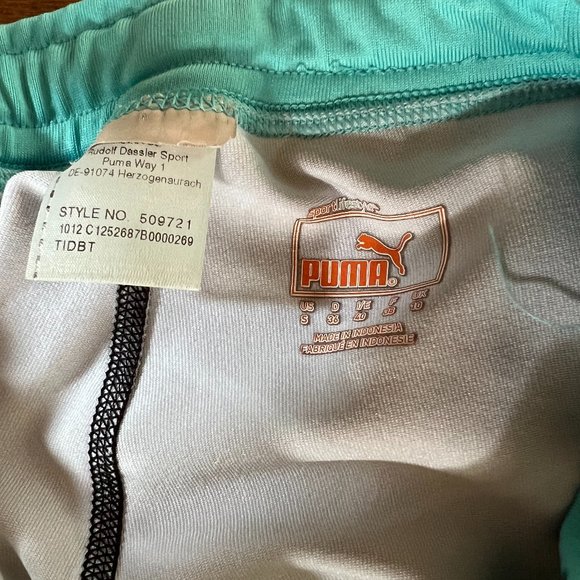 Rudolf Dassler Sport
Puma Way 1
DE-91074 Herzogenaurach
STYLE NO. 509721
1012 C1252687B0000269
TIDBT
sportlifestyle
PUMA®
US D I/E F UK
S 36 40 38 10
MADE IN INDONESIA
FABRIQUÉ EN INDONESIE